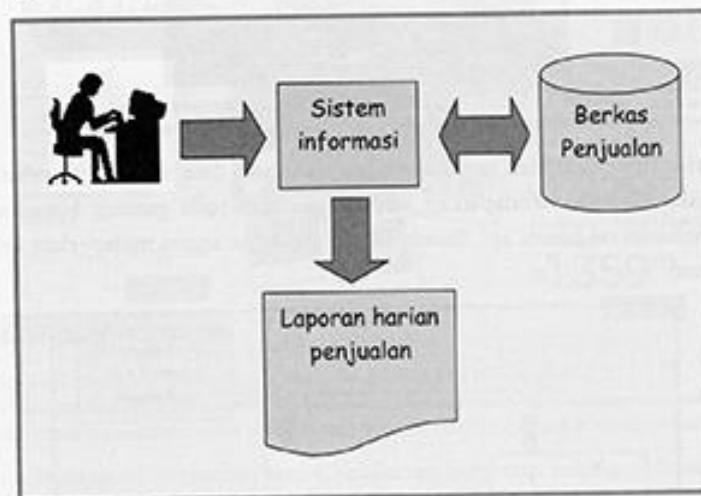 Sistem
informasi
Berkas
Penjualan
Laporan harian
penjualan